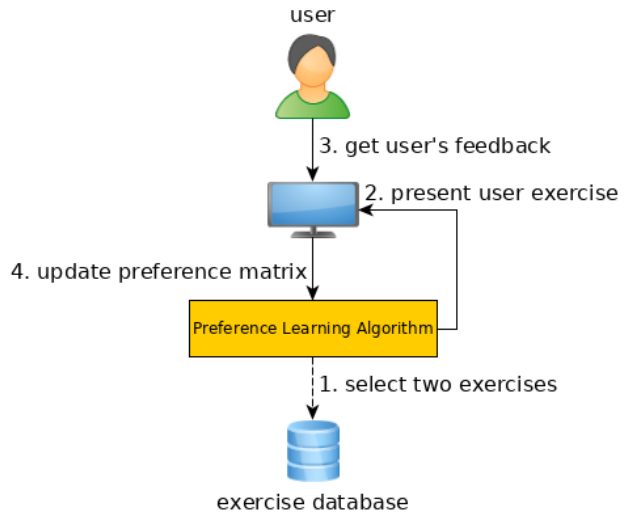 user
3. get user's feedback
2. present user exercise
4. update preference matrix
Preference Learning Algorithm
1. select two exercises
exercise database